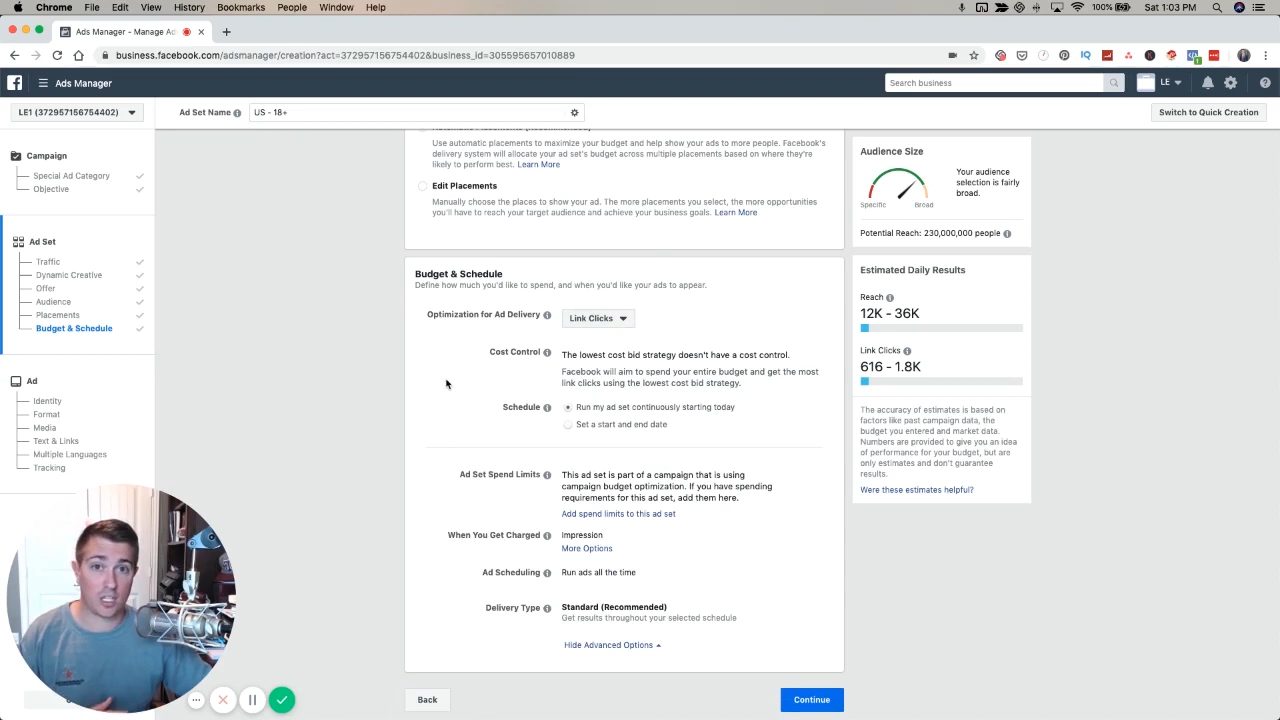 Chrome File Edit View History Bookmarks People Window Help
100% Sat 1:03 PM
Ads Manager - Manage Ads
business.facebook.com/adsmanager/creation?act=372957156754402&business_id=305595657010889
Ads Manager
Search business
LE
LE1 (372957156754402)
Ad Set Name
US - 18+
Switch to Quick Creation
Campaign
Special Ad Category
Objective
Ad Set
Traffic
Dynamic Creative
Offer
Audience
Placements
Budget & Schedule
Ad
Identity
Format
Media
Text & Links
Multiple Languages
Tracking
Automatic Placements (Recommended)
Use automatic placements to maximize your budget and help show your ads to more people. Facebook's
delivery system will allocate your ad set's budget across multiple placements based on where they're
likely to perform best. Learn More
Edit Placements
Manually choose the places to show your ad. The more placements you select, the more opportunities
you'll have to reach your target audience and achieve your business goals. Learn More
Budget & Schedule
Define how much you'd like to spend, and when you'd like your ads to appear.
Optimization for Ad Delivery
Link Clicks
Cost Control
The lowest cost bid strategy doesn't have a cost control.
Facebook will aim to spend your entire budget and get the most
link clicks using the lowest cost bid strategy.
Schedule
Run my ad set continuously starting today
Set a start and end date
Ad Set Spend Limits
This ad set is part of a campaign that is using
campaign budget optimization. If you have spending
requirements for this ad set, add them here.
Add spend limits to this ad set
When You Get Charged
Impression
More Options
Ad Scheduling
Run ads all the time
Delivery Type
Standard (Recommended)
Get results throughout your selected schedule
Hide Advanced Options
Back
Continue
Audience Size
Specific
Broad
Your audience
selection is fairly
broad.
Potential Reach: 230,000,000 people
Estimated Daily Results
Reach
12K - 36K
Link Clicks
616 - 1.8K
The accuracy of estimates is based on
factors like past campaign data, the
budget you entered and market data.
Numbers are provided to give you an idea
of performance for your budget, but are
only estimates and don't guarantee
results.
Were these estimates helpful?